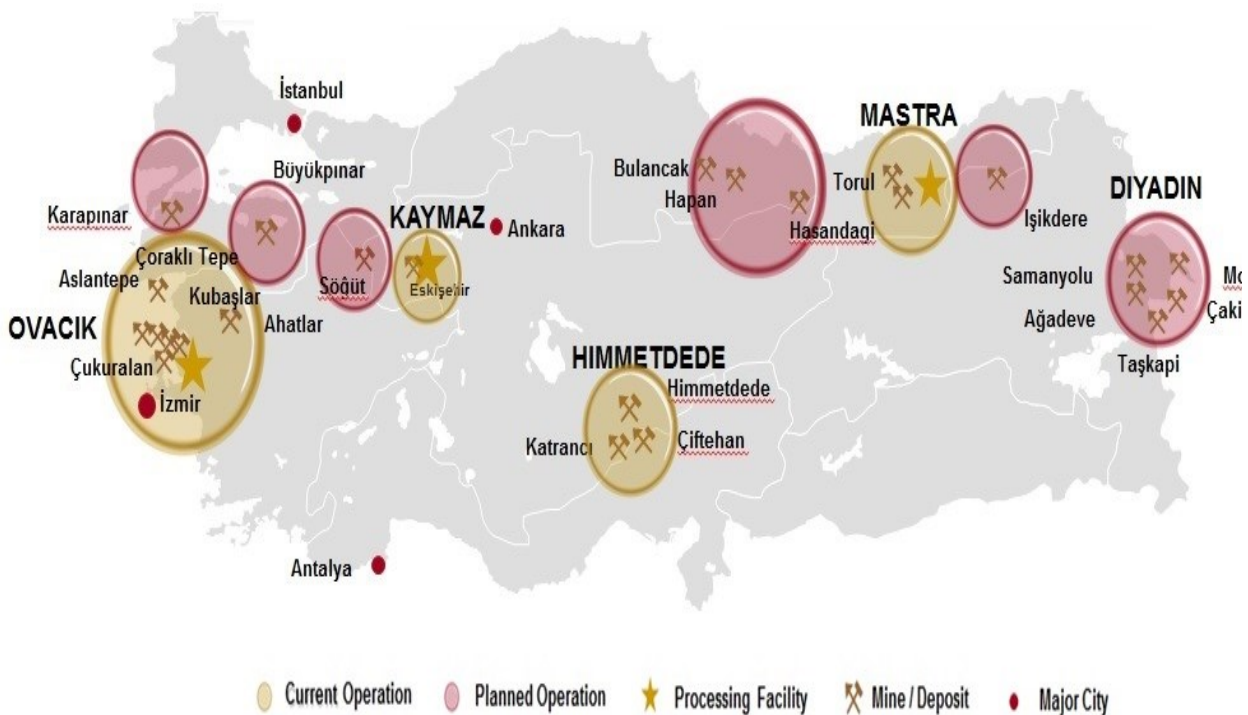 İstanbul
MASTRA
Büyükpınar
Bulancak
Torul
DIYADIN
Hapan
Karapınar
KAYMAZ
Ankara
Hasandaqi
Işikdere
Çoraklı Tepe
Aslantepe
Söğüt
Eskişehir
Samanyolu
Mo
Kubaşlar
OVACIK
Ahatlar
Ağadeve
Çaki
Çukuralan
HIMMETDEDE
Taşkapi
Himmetdede
İzmir
Katrancı
Çiftehan
Antalya
Current Operation
Planned Operation
Processing Facility
Mine / Deposit
Major City